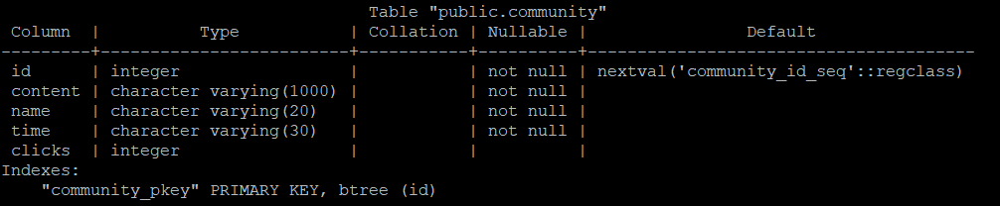 Table "public.community"
 Column  |          Type           | Collation | Nullable |                Default
---------+-------------------------+-----------+----------+---------------------------------------
 id      | integer                 |           | not null | nextval('community_id_seq'::regclass)
 content | character varying(1000) |           | not null |
 name    | character varying(20)   |           | not null |
 time    | character varying(30)   |           | not null |
 clicks  | integer                 |           |          |
Indexes:
    "community_pkey" PRIMARY KEY, btree (id)